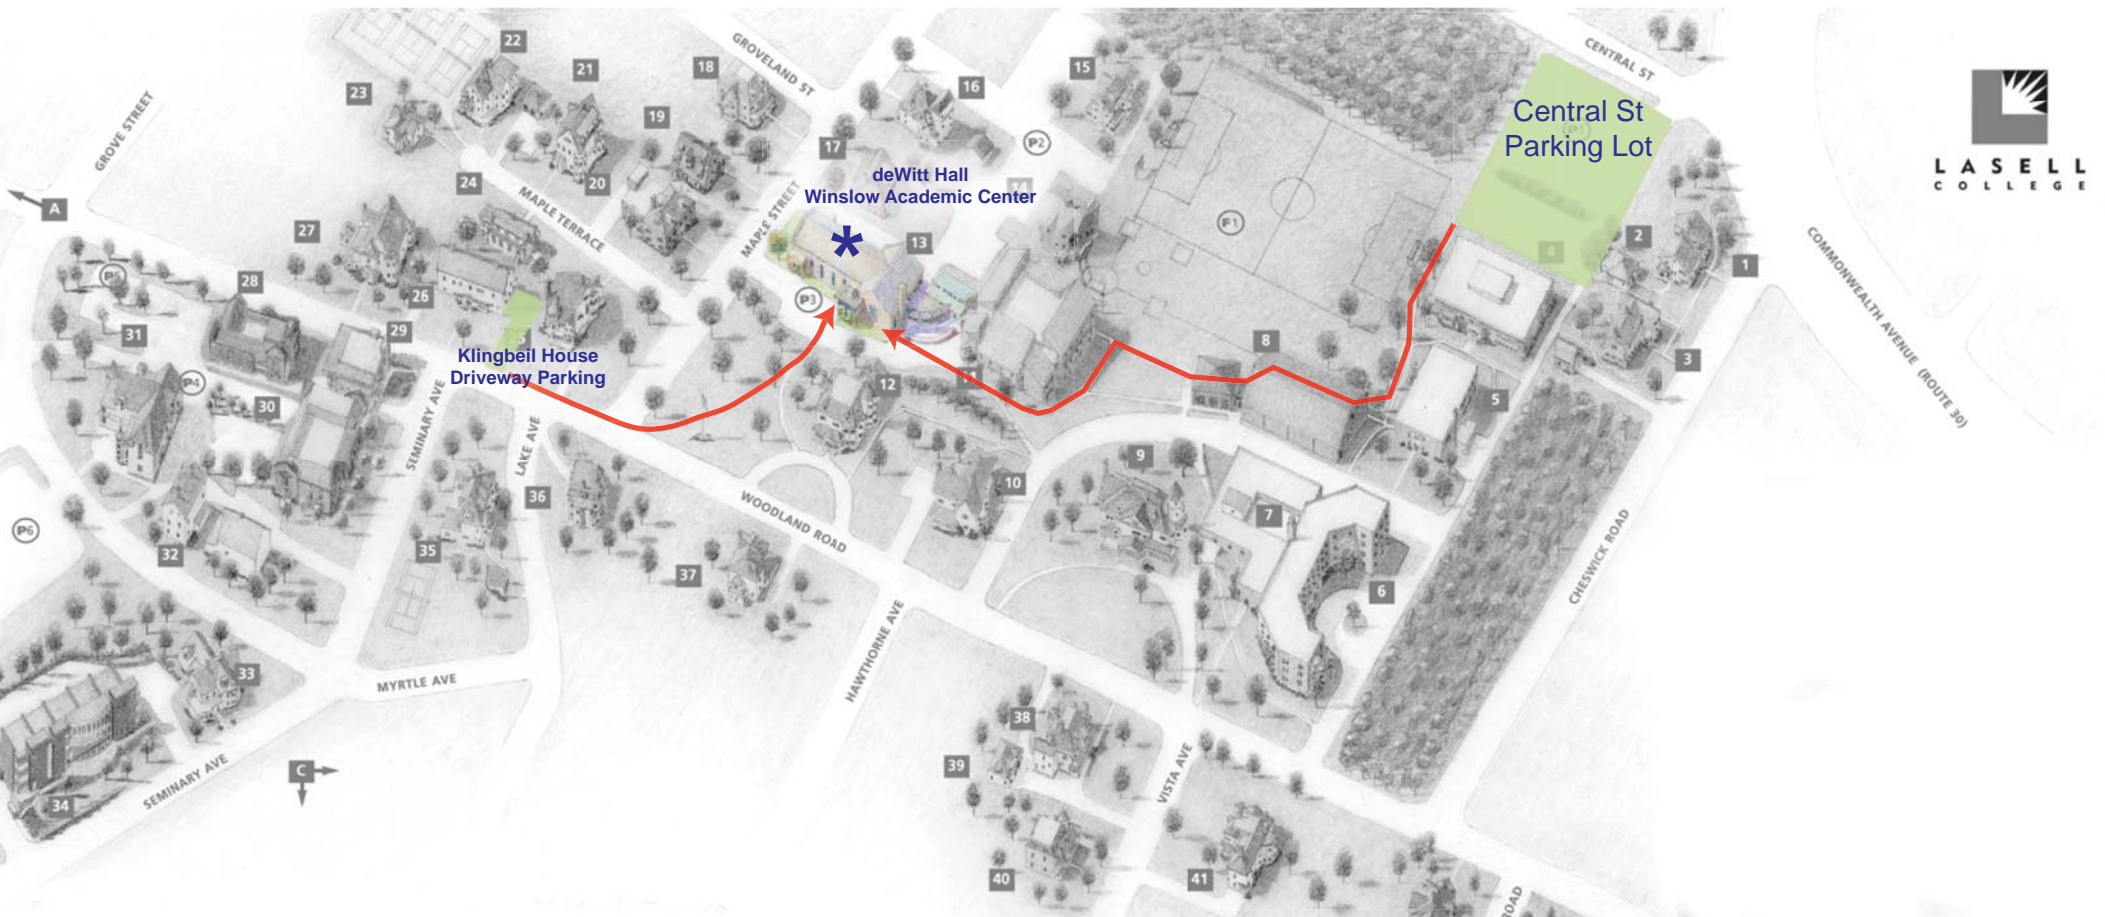 CENTRAL ST
GROVELAND ST
22
21
18
16
15
23
19
17
P2
Central St
Parking Lot
LASELL
COLLEGE
GROVE STREET
A
24
20
MAPLE TERRACE
MAPLE STREET
deWitt Hall
Winslow Academic Center
*
13
F1
4
2
1
COMMONWEALTH AVENUE (ROUTE 30)
27
26
P5
28
P3
31
29
Klingbeil House
Driveway Parking
P4
30
12
11
8
3
5
SEMINARY AVE
LAKE AVE
36
WOODLAND ROAD
10
9
7
P6
32
35
37
6
CHESWICK ROAD
HAWTHORNE AVE
33
MYRTLE AVE
C
34
SEMINARY AVE
38
39
VISTA AVE
40
41
ROAD